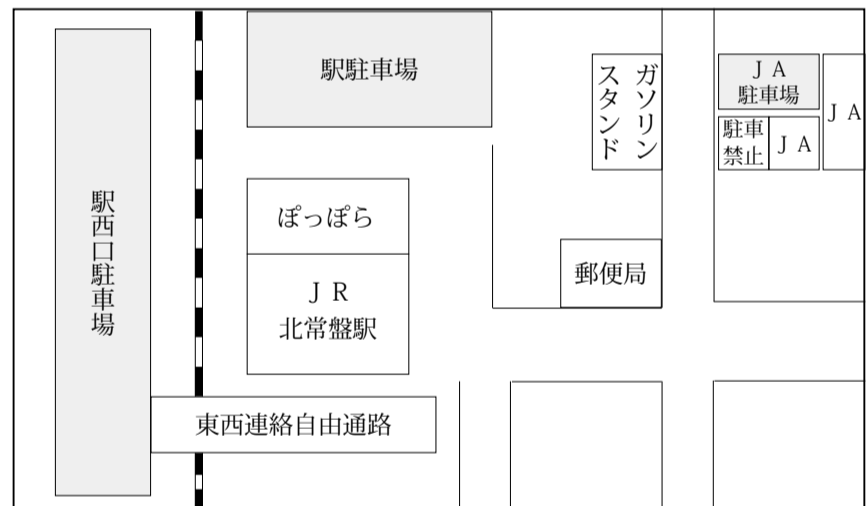 駅西口駐車場
駅駐車場
ぽっぽら
ＪＲ
北常盤駅
東西連絡自由通路
ガソリン
スタンド
郵便局
ＪＡ
駐車場
駐車
禁止
ＪＡ
ＪＡ